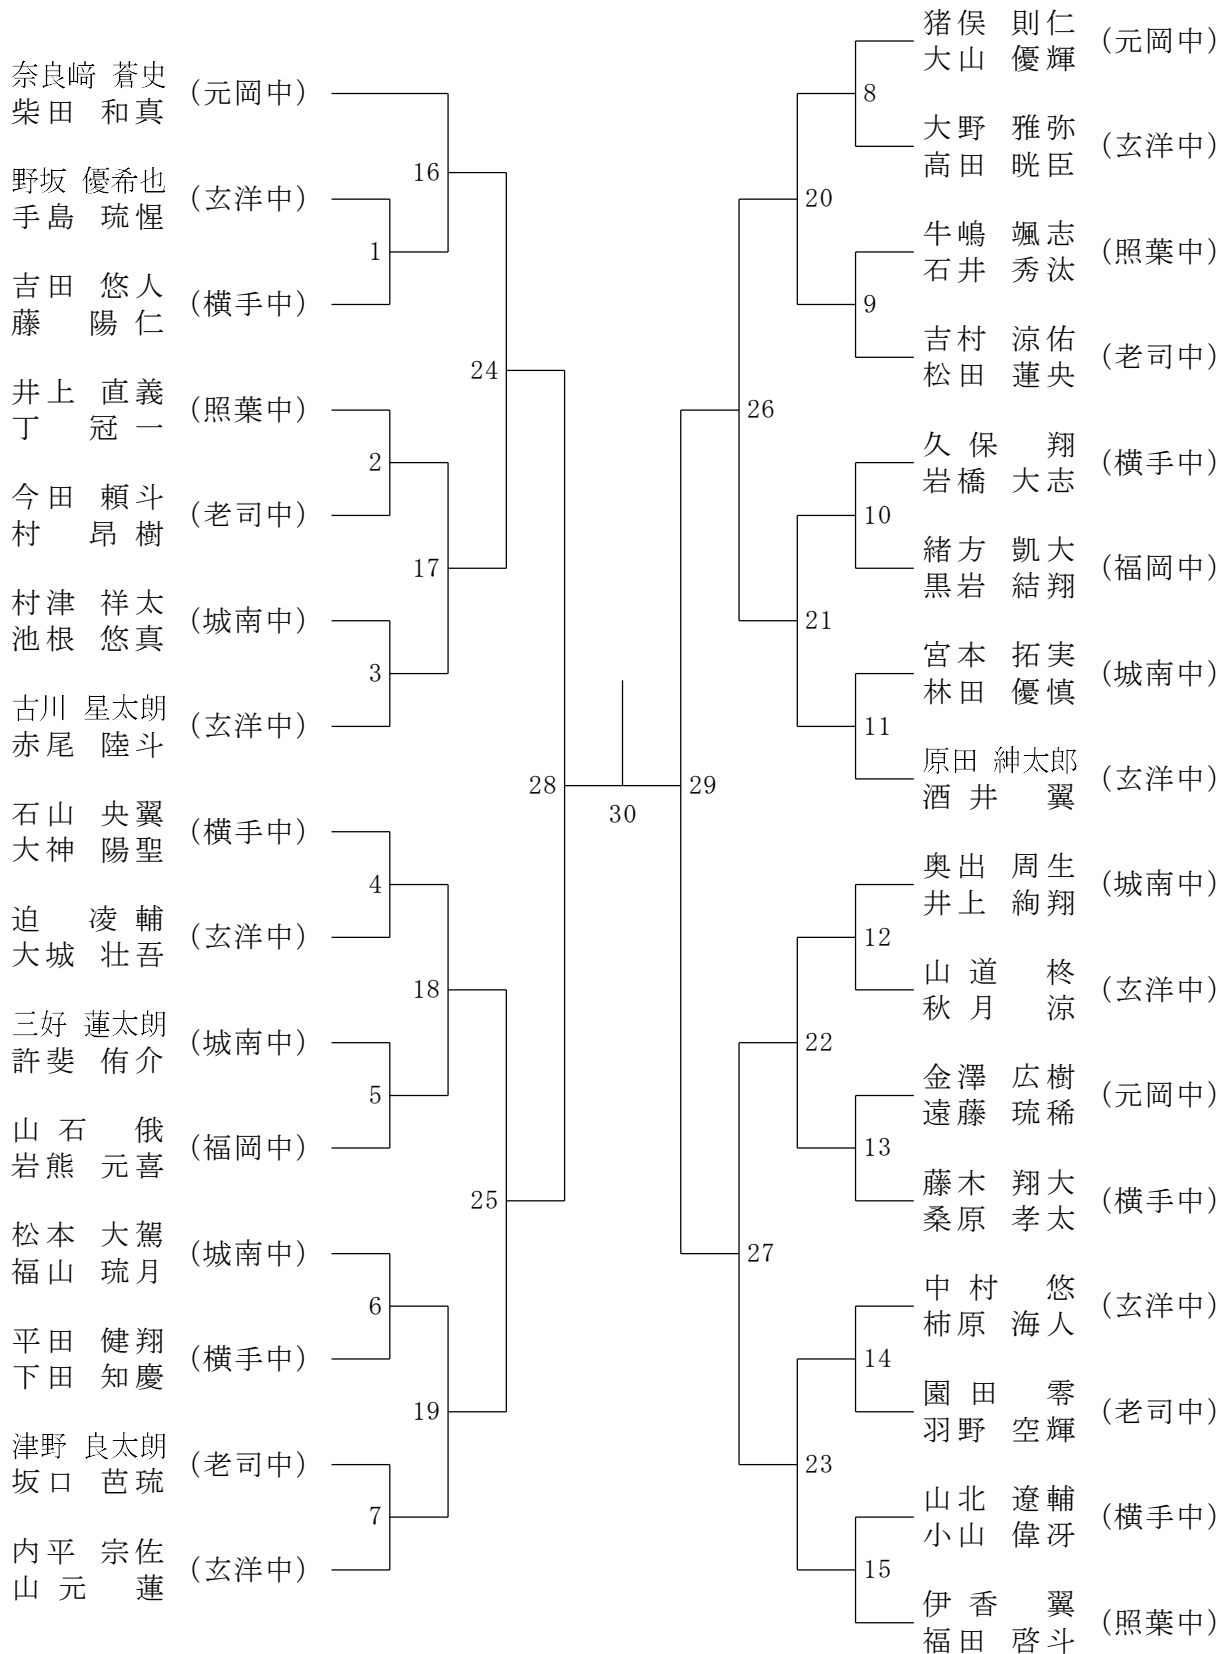 奈良﨑 蒼史
柴田 和真
(元岡中)
野坂 優希也
手島 琉惺
(玄洋中)
吉田 悠人
藤 陽仁
(横手中)
井上 直義
丁 冠一
(照葉中)
今田 頼斗
村 昂樹
(老司中)
村津 祥太
池根 悠真
(城南中)
古川 星太朗
赤尾 陸斗
(玄洋中)
石山 央翼
大神 陽聖
(横手中)
迫 凌輔
大城 壮吾
(玄洋中)
三好 蓮太朗
許斐 侑介
(城南中)
山石 俄
岩熊 元喜
(福岡中)
松本 大駕
福山 琉月
(城南中)
平田 健翔
下田 知慶
(横手中)
津野 良太朗
坂口 芭琉
(老司中)
内平 宗佐
山元 蓮
(玄洋中)
16
1
24
2
17
3
28
4
18
5
25
6
19
7
30
29
8
20
9
26
10
21
11
12
22
13
27
14
23
15
猪俣 則仁
大山 優輝
(元岡中)
大野 雅弥
高田 晄臣
(玄洋中)
牛嶋 颯志
石井 秀汰
(照葉中)
吉村 涼佑
松田 蓮央
(老司中)
久保 翔
岩橋 大志
(横手中)
緒方 凱大
黒岩 結翔
(福岡中)
宮本 拓実
林田 優慎
(城南中)
原田 紳太郎
酒井 翼
(玄洋中)
奥出 周生
井上 絢翔
(城南中)
山道 柊
秋月 涼
(玄洋中)
金澤 広樹
遠藤 琉稀
(元岡中)
藤木 翔大
桑原 孝太
(横手中)
中村 悠
柿原 海人
(玄洋中)
園田 零
羽野 空輝
(老司中)
山北 遼輔
小山 偉冴
(横手中)
伊香 翼
福田 啓斗
(照葉中)